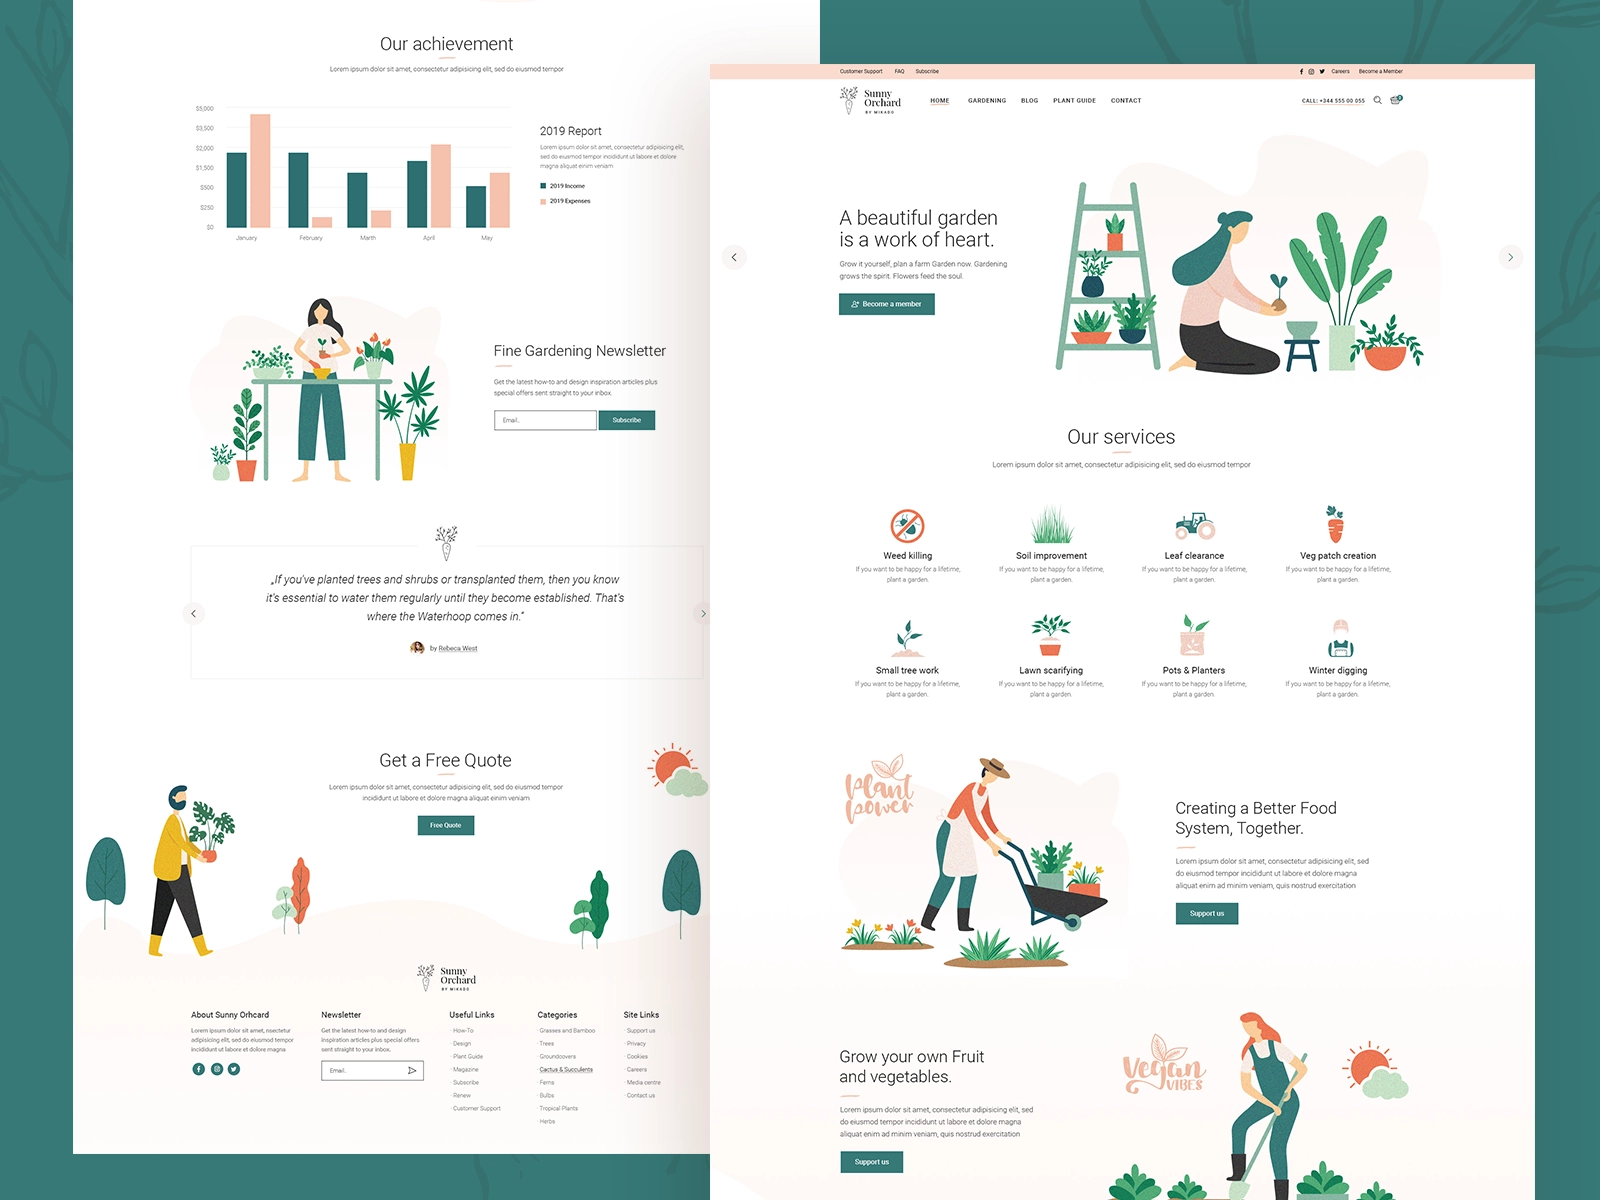 Our achievement
Lorem ipsum dolor sit amet, consectetur adipisicing elit, sed do eiusmod tempor
$5,000
$3,500
$2,000
$1,500
$500
$250
$0
January
February
Marth
April
May
2019 Report
Lorem ipsum dolor sit amet, consectetur adipisicing elit,
sed do eiusmod tempor incididunt ut labore et dolore
magna aliquat enim veniam
2019 Income
2019 Expenses
Fine Gardening Newsletter
Get the latest how-to and design inspiration articles plus
special offers sent straight to your inbox.
Email..
Subscribe
„If you've planted trees and shrubs or transplanted them, then you know
it's essential to water them regularly until they become established. That's
where the Waterhoop comes in.”
by Rebeca West
Get a Free Quote
Lorem ipsum dolor sit amet, consectetur adipisicing elit, sed do eiusmod tempor
incididunt ut labore et dolore magna aliquat enim veniam
Free Quote
Sunny
Orchard
BY MIKADO
About Sunny Orhcard
Lorem ipsum dolor sit amet, nsectetur
adipisicing elit, sed do eiusmod tempor
incididunt ut labore et dolore magna
Newsletter
Get the latest how-to and design
inspiration articles plus special offers
sent straight to your inbox.
Email..
Useful Links
· How-To
· Design
· Plant Guide
· Magazine
· Subscribe
· Renew
· Customer Support
Categories
· Grasses and Bamboo
· Trees
· Groundcovers
· Cactus & Succulents
· Ferns
· Bulbs
· Tropical Plants
· Herbs
Site Links
· Support us
· Privacy
· Cookies
· Careers
· Media centre
· Contact us
Customer Support
FAQ
Subscribe
Careers
Become a Member
Sunny
Orchard
BY MIKADO
HOME
GARDENING
BLOG
PLANT GUIDE
CONTACT
CALL: +344 555 00 055
A beautiful garden
is a work of heart.
Grow it yourself, plan a farm Garden now. Gardening
grows the spirit. Flowers feed the soul.
Become a member
Our services
Lorem ipsum dolor sit amet, consectetur adipisicing elit, sed do eiusmod tempor
Weed killing
If you want to be happy for a lifetime,
plant a garden.
Soil improvement
If you want to be happy for a lifetime,
plant a garden.
Leaf clearance
If you want to be happy for a lifetime,
plant a garden.
Veg patch creation
If you want to be happy for a lifetime,
plant a garden.
Small tree work
If you want to be happy for a lifetime,
plant a garden.
Lawn scarifying
If you want to be happy for a lifetime,
plant a garden.
Pots & Planters
If you want to be happy for a lifetime,
plant a garden.
Winter digging
If you want to be happy for a lifetime,
plant a garden.
plant
power
Creating a Better Food
System, Together.
Lorem ipsum dolor sit amet, consectetur adipisicing elit, sed
do eiusmod tempor incididunt ut labore et dolore magna
aliquat enim ad minim veniam, quis nostrud exercitation
Support us
Grow your own Fruit
and vegetables.
Lorem ipsum dolor sit amet, consectetur adipisicing elit, sed
do eiusmod tempor incididunt ut labore et dolore magna
aliquat enim ad minim veniam, quis nostrud exercitation
Support us
Vegan
VIBES